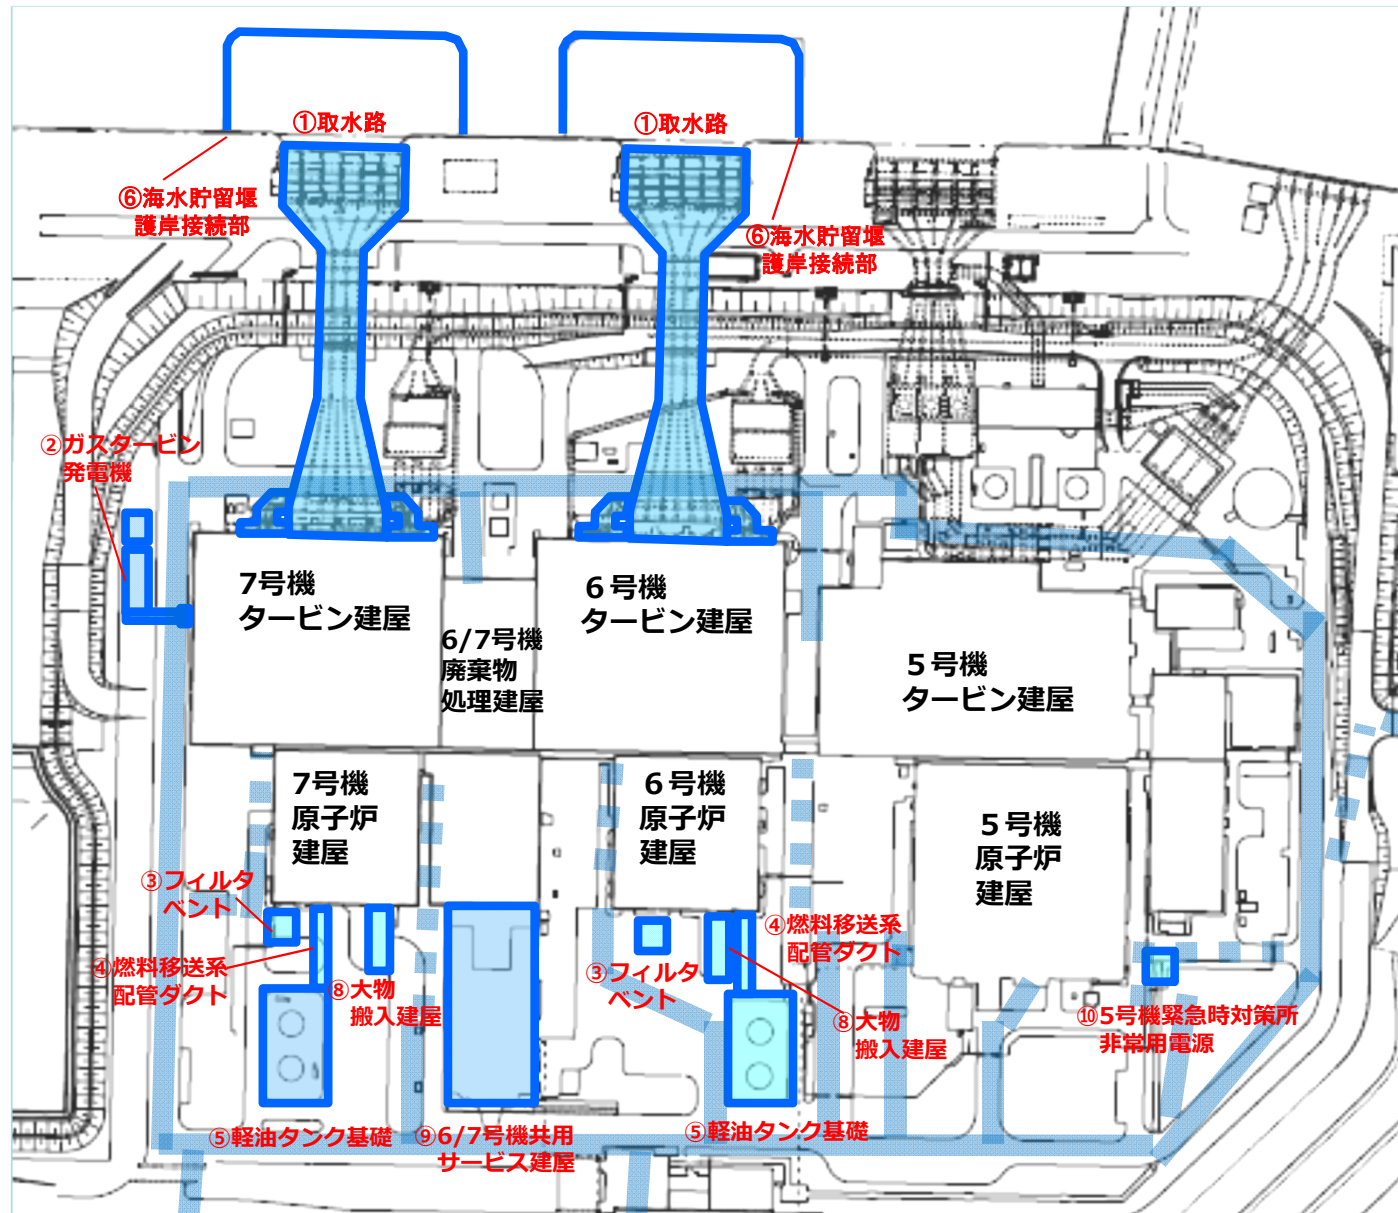 ①取水路
①取水路
⑥海水貯留堰
護岸接続部
⑥海水貯留堰
護岸接続部
②ガスタービン
発電機
7号機
タービン建屋
6号機
タービン建屋
6/7号機
廃棄物
処理建屋
5号機
タービン建屋
7号機
原子炉
建屋
6号機
原子炉
建屋
5号機
原子炉
建屋
③フィルタ
ベント
④燃料移送系
配管ダクト
⑧大物
搬入建屋
③フィルタ
ベント
④燃料移送系
配管ダクト
⑧大物
搬入建屋
⑩5号機緊急時対策所
非常用電源
⑤軽油タンク基礎
⑨6/7号機共用
サービス建屋
⑤軽油タンク基礎